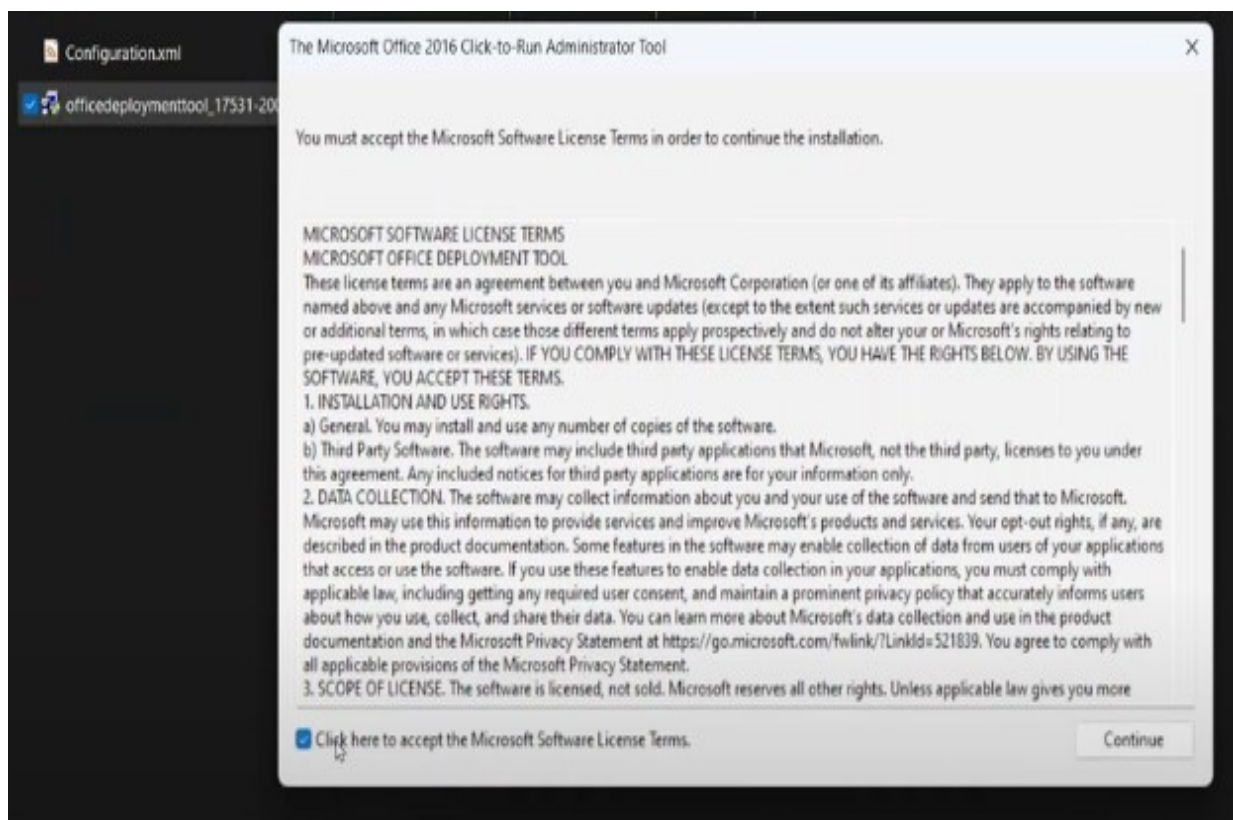 Configuration.xml
The Microsoft Office 2016 Click-to-Run Administrator Tool
officedeploymenttool_17531-200
You must accept the Microsoft Software License Terms in order to continue the installation.
MICROSOFT SOFTWARE LICENSE TERMS
MICROSOFT OFFICE DEPLOYMENT TOOL
These license terms are an agreement between you and Microsoft Corporation (or one of its affiliates). They apply to the software
named above and any Microsoft services or software updates (except to the extent such services or updates are accompanied by new
or additional terms, in which case those different terms apply prospectively and do not alter your or Microsoft's rights relating to
pre-updated software or services). IF YOU COMPLY WITH THESE LICENSE TERMS, YOU HAVE THE RIGHTS BELOW. BY USING THE
SOFTWARE, YOU ACCEPT THESE TERMS.
1. INSTALLATION AND USE RIGHTS.
a) General. You may install and use any number of copies of the software.
b) Third Party Software. The software may include third party applications that Microsoft, not the third party, licenses to you under
this agreement. Any included notices for third party applications are for your information only.
2. DATA COLLECTION. The software may collect information about you and your use of the software and send that to Microsoft.
Microsoft may use this information to provide services and improve Microsoft's products and services. Your opt-out rights, if any, are
described in the product documentation. Some features in the software may enable collection of data from users of your applications
that access or use the software. If you use these features to enable data collection in your applications, you must comply with
applicable law, including getting any required user consent, and maintain a prominent privacy policy that accurately informs users
about how you use, collect, and share their data. You can learn more about Microsoft's data collection and use in the product
documentation and the Microsoft Privacy Statement at https://go.microsoft.com/fwlink/?LinkId=521839. You agree to comply with
all applicable provisions of the Microsoft Privacy Statement.
3. SCOPE OF LICENSE. The software is licensed, not sold. Microsoft reserves all other rights. Unless applicable law gives you more
Click here to accept the Microsoft Software License Terms.
Continue